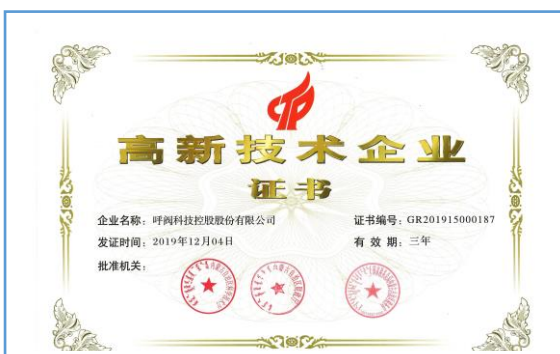 高新技术企业
证书
企业名称：呼阀科技控股股份有限公司 证书编号：GR201915000187
发证时间：2019年12月04日 有 效 期：三年
批准机关：